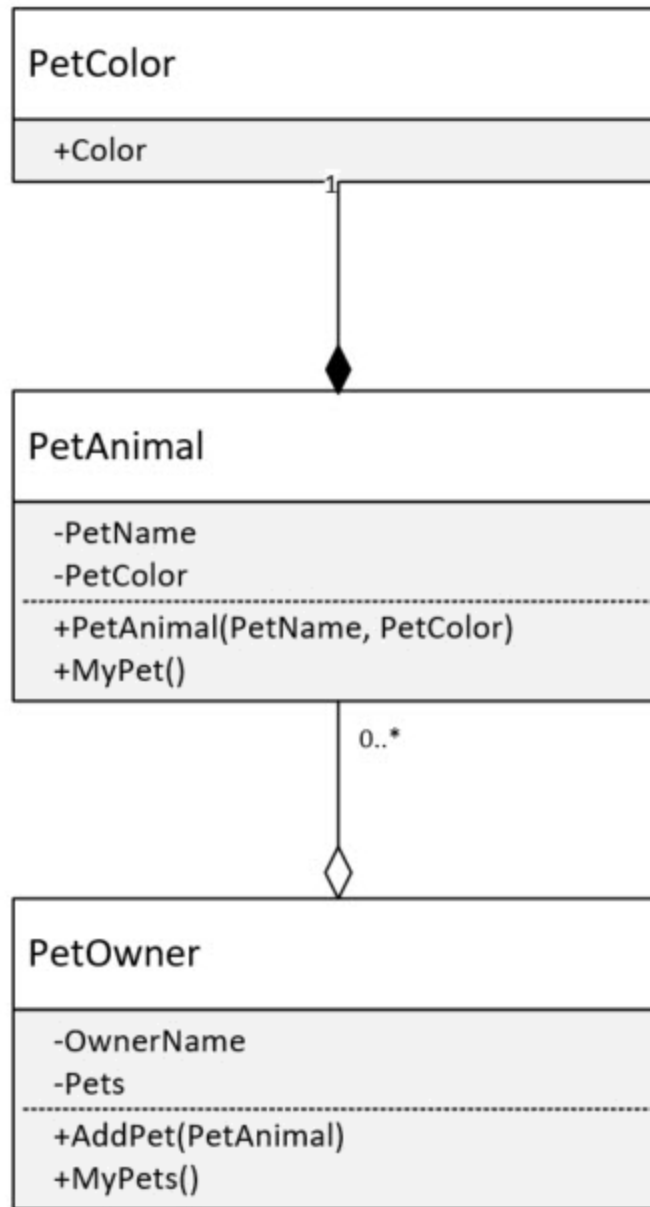 PetColor
+Color
1
PetAnimal
-PetName
-PetColor
+PetAnimal(PetName, PetColor)
+MyPet()
0..*
PetOwner
-OwnerName
-Pets
+AddPet(PetAnimal)
+MyPets()